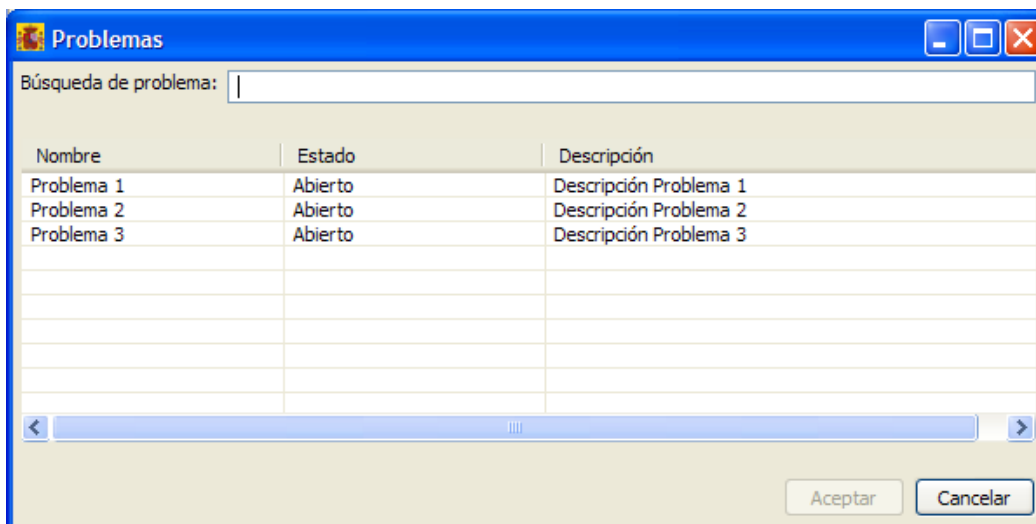 Problemas
Búsqueda de problema:
Nombre Estado Descripción
Problema 1 Abierto Descripción Problema 1
Problema 2 Abierto Descripción Problema 2
Problema 3 Abierto Descripción Problema 3
Aceptar Cancelar